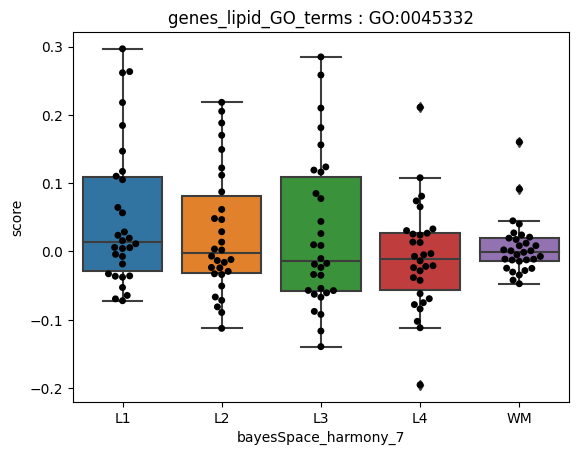 genes_lipid_GO_terms : GO:0045332
score
0.3
0.2
0.1
0.0
−0.1
−0.2
L1 L2 L3 L4 WM
bayesSpace_harmony_7